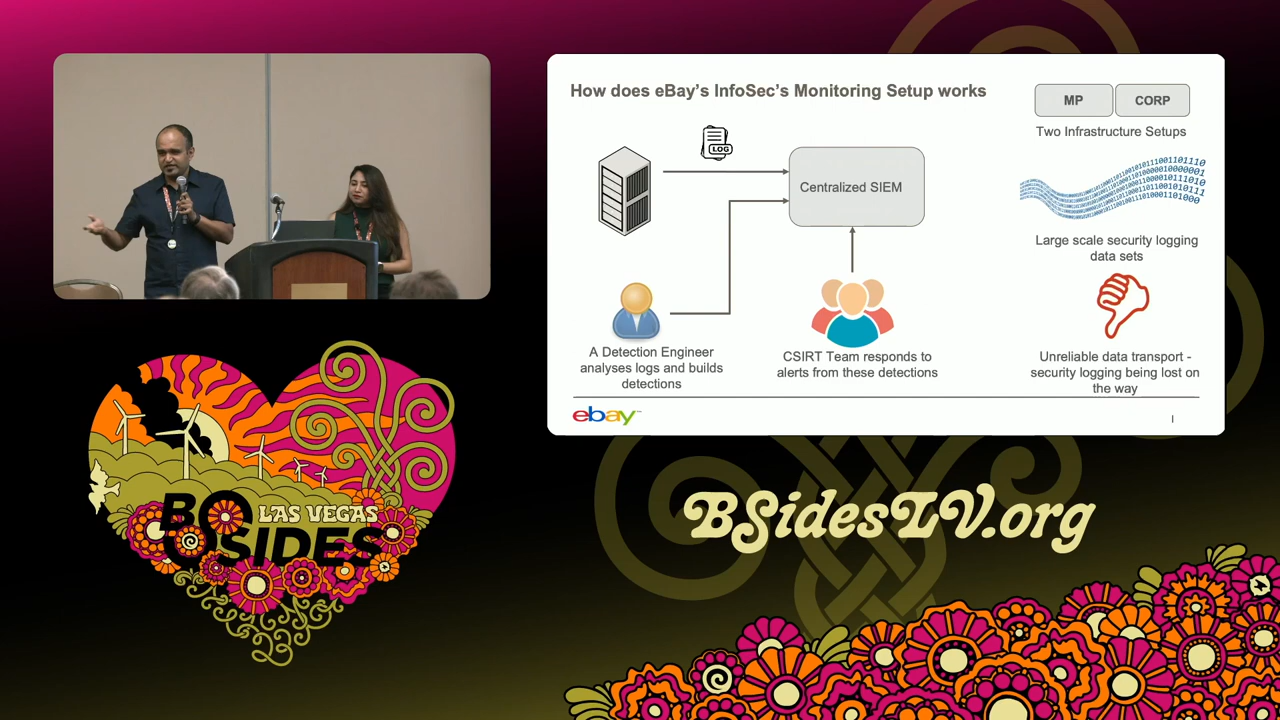 How does eBay's InfoSec's Monitoring Setup works
MP
CORP
Two Infrastructure Setups
LOG
Centralized SIEM
Large scale security logging
data sets
A Detection Engineer
analyses logs and builds
detections
CSIRT Team responds to
alerts from these detections
Unreliable data transport -
security logging being lost on
the way
ebay
BSIDES
LAS VEGAS
BSidesLV.org